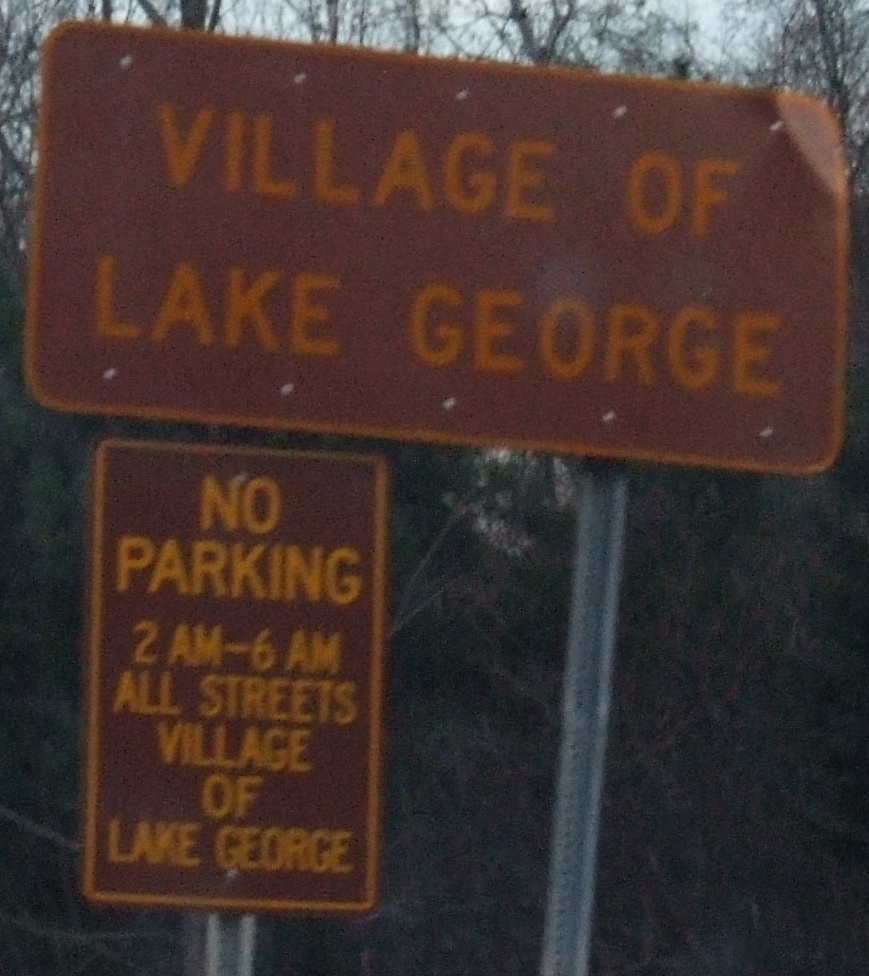 VILLAGE OF
LAKE GEORGE
NO
PARKING
2 AM-6 AM
ALL STREETS
VILLAGE
OF
LAKE GEORGE